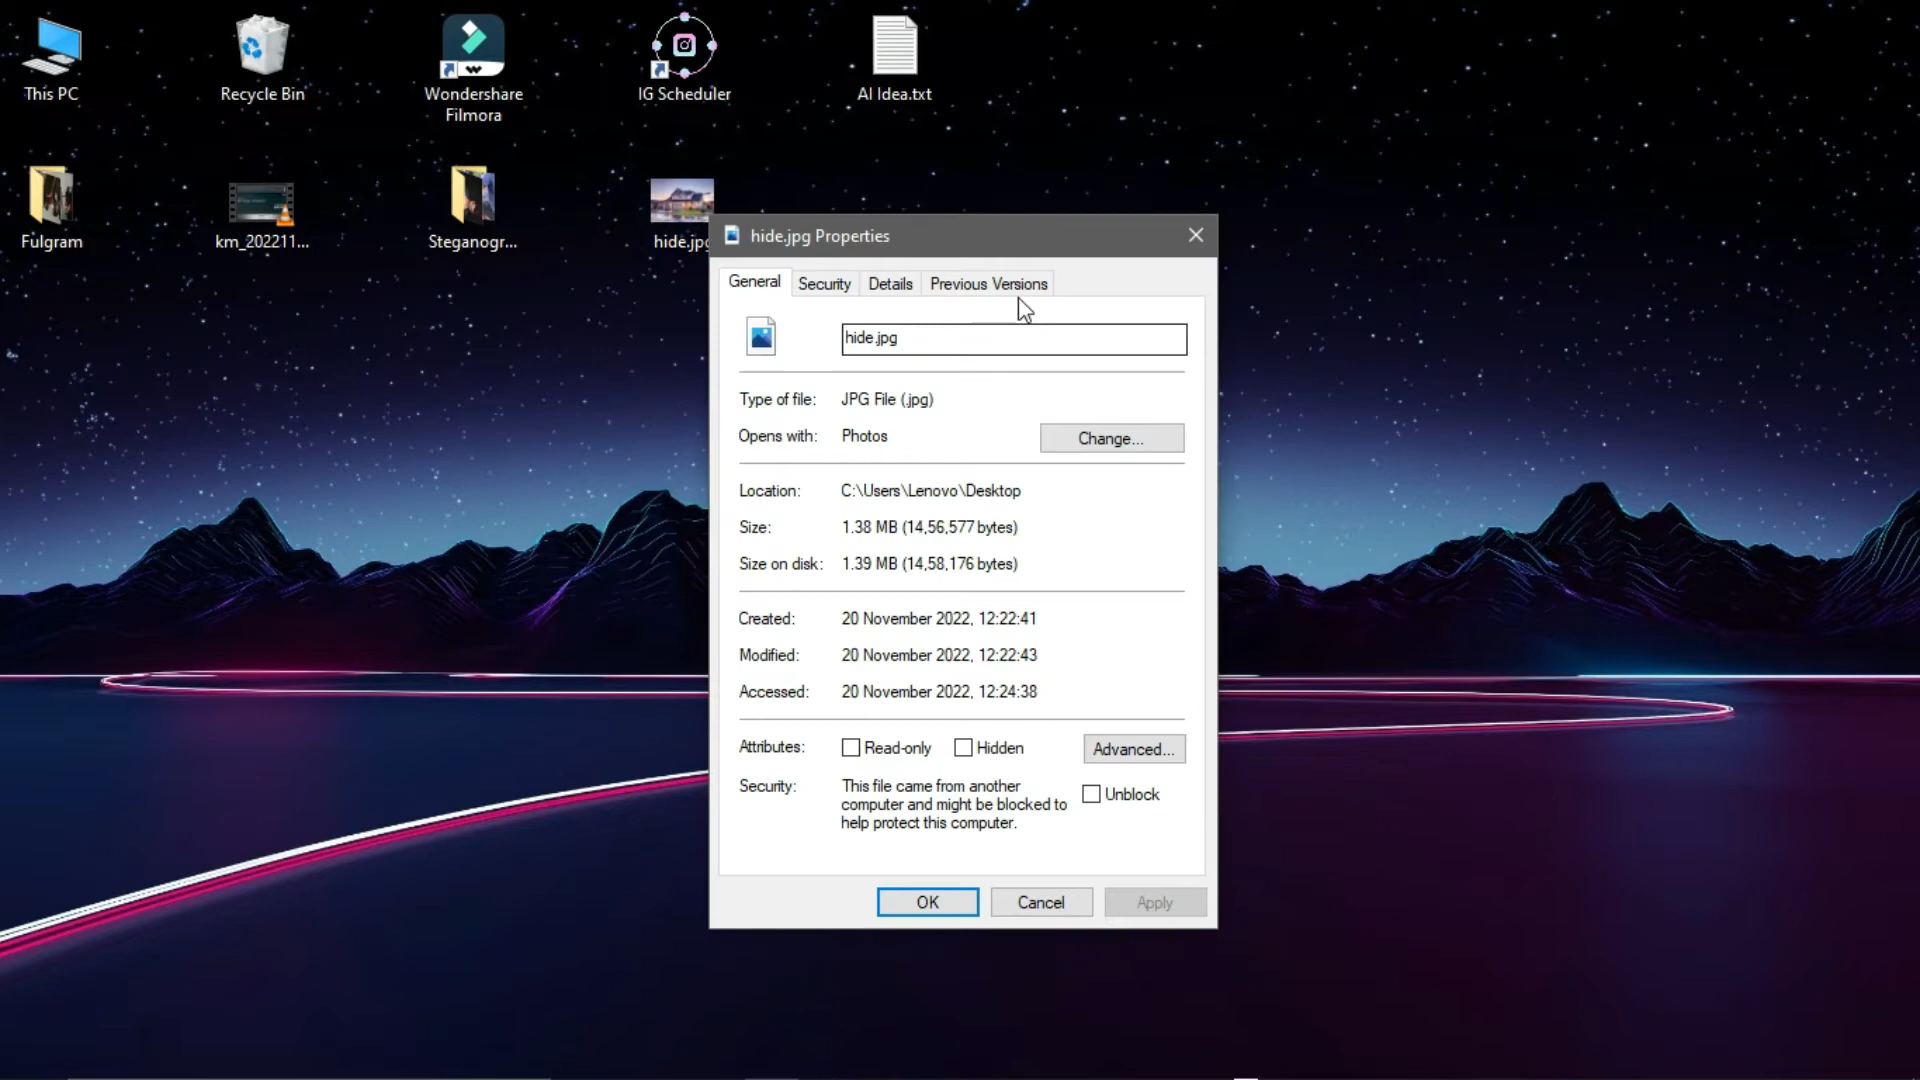 This PC
Recycle Bin
Wondershare
Filmora
IG Scheduler
AI Idea.txt
Fulgram
km_202211...
Steganogr...
hide.jpg
hide.jpg Properties
General Security Details Previous Versions
hide.jpg
Type of file: JPG File (.jpg)
Opens with: Photos Change...
Location: C:\Users\Lenovo\Desktop
Size: 1.38 MB (14,56,577 bytes)
Size on disk: 1.39 MB (14,58,176 bytes)
Created: 20 November 2022, 12:22:41
Modified: 20 November 2022, 12:22:43
Accessed: 20 November 2022, 12:24:38
Attributes: Read-only Hidden Advanced...
Security: This file came from another
computer and might be blocked to
help protect this computer.
Unblock
OK Cancel Apply